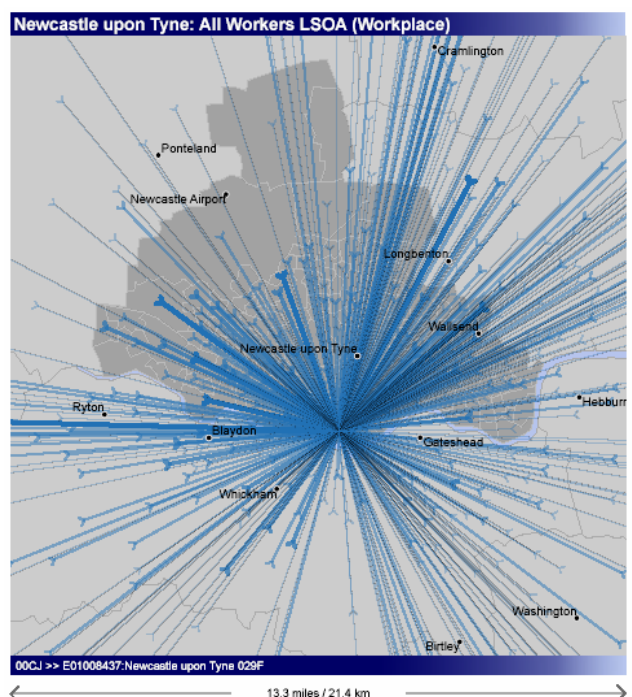 Newcastle upon Tyne: All Workers LSOA (Workplace)
Cramlington
Ponteland
Newcastle Airport
Longbenton
Wallsend
Newcastle upon Tyne
Hebburn
Ryton
Blaydon
Gateshead
Whickham
Washington
Birtley
00CJ >> E01008437:Newcastle upon Tyne 029F
13.3 miles / 21.4 km